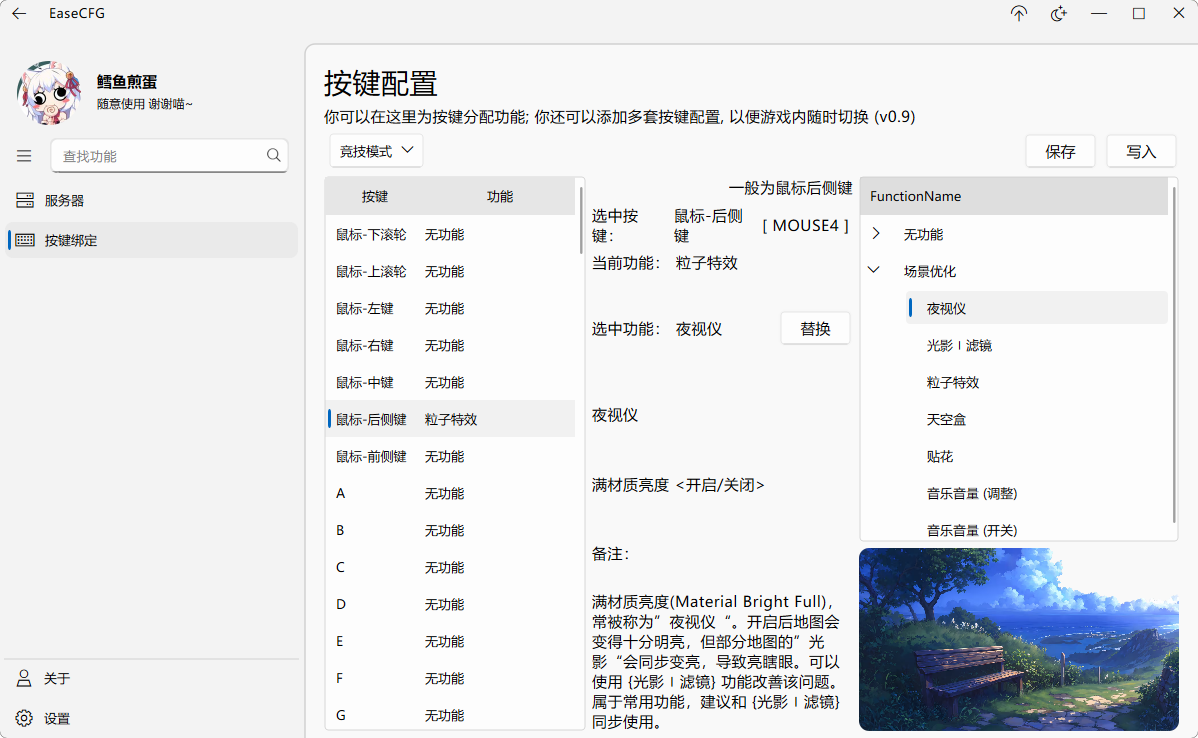 EaseCFG
鳕鱼煎蛋
随意使用 谢谢喵~
查找功能
服务器
按键绑定
关于
设置
按键配置
你可以在这里为按键分配功能; 你还可以添加多套按键配置, 以便游戏内随时切换 (v0.9)
竞技模式
保存
写入
按键 功能
鼠标-下滚轮 无功能
鼠标-上滚轮 无功能
鼠标-左键 无功能
鼠标-右键 无功能
鼠标-中键 无功能
鼠标-后侧键 粒子特效
鼠标-前侧键 无功能
A 无功能
B 无功能
C 无功能
D 无功能
E 无功能
F 无功能
G 无功能
一般为鼠标后侧键
选中按键： 鼠标-后侧键 [ MOUSE4 ]
当前功能： 粒子特效
选中功能： 夜视仪
替换
夜视仪
满材质亮度 <开启/关闭>
备注：
满材质亮度(Material Bright Full)，
常被称为”夜视仪“。开启后地图会
变得十分明亮，但部分地图的”光
影“会同步变亮，导致亮瞎眼。可以
使用 {光影 I 滤镜} 功能改善该问题。
属于常用功能，建议和 {光影 I 滤镜}
同步使用。
FunctionName
无功能
场景优化
夜视仪
光影 I 滤镜
粒子特效
天空盒
贴花
音乐音量 (调整)
音乐音量 (开关)